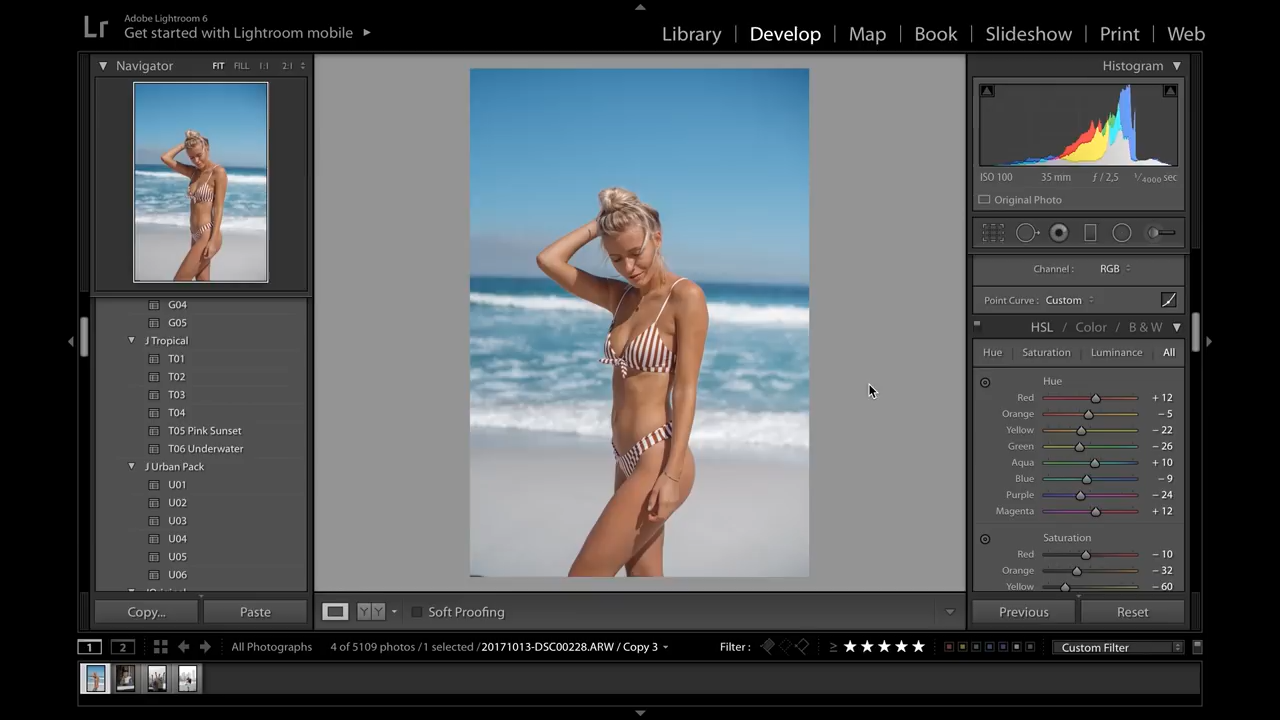 Lr
Adobe Lightroom 6
Get started with Lightroom mobile
Library | Develop | Map | Book | Slideshow | Print | Web
Navigator FIT FILL 1:1 2:1
Histogram
ISO 100 35 mm ƒ / 2,5 1/4000 sec
Original Photo
Channel : RGB
Point Curve : Custom
HSL / Color / B & W
Hue Saturation Luminance All
Hue
Red + 12
Orange − 5
Yellow − 22
Green − 26
Aqua + 10
Blue − 9
Purple − 24
Magenta + 12
Saturation
Red − 10
Orange − 32
Yellow − 60
G04
G05
J Tropical
T01
T02
T03
T04
T05 Pink Sunset
T06 Underwater
J Urban Pack
U01
U02
U03
U04
U05
U06
Copy... Paste
Y Y Soft Proofing
Previous Reset
1 2 All Photographs 4 of 5109 photos / 1 selected / 20171013-DSC00228.ARW / Copy 3 Filter : ≥ ★★★★★ Custom Filter